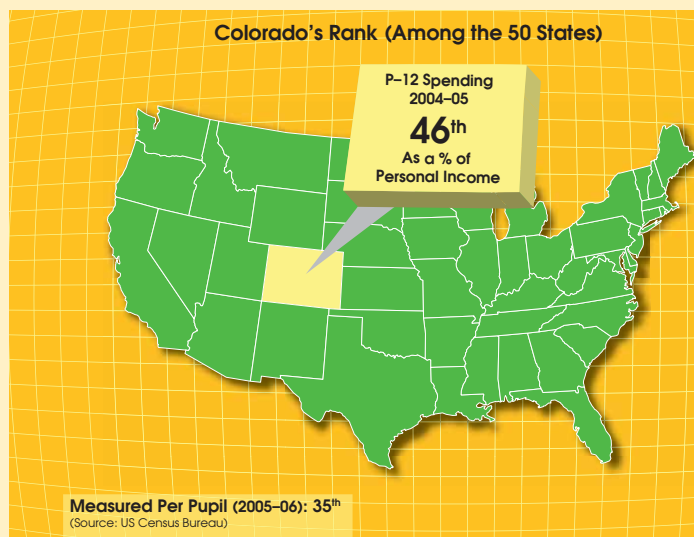 Colorado’s Rank (Among the 50 States)
P–12 Spending
2004–05
46th
As a % of
Personal Income
Measured Per Pupil (2005–06): 35th
(Source: US Census Bureau)